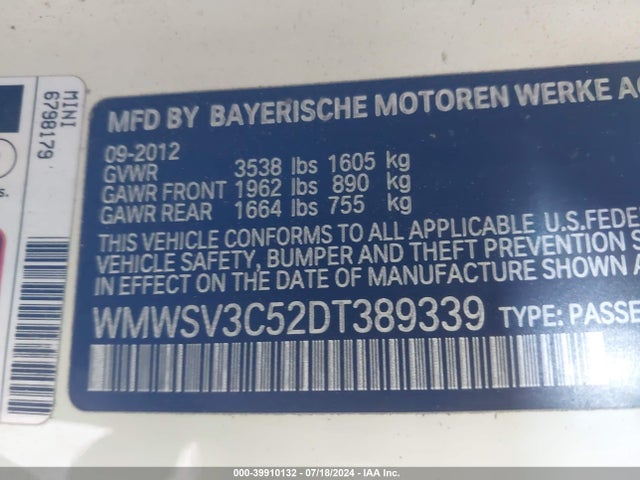 MINI
6798179
s.
MFD BY BAYERISCHE MOTOREN WERKE AG
09-2012
GVWR 3538 lbs 1605 kg
GAWR FRONT 1962 lbs 890 kg
GAWR REAR 1664 lbs 755 kg
THIS VEHICLE CONFORMS TO ALL APPLICABLE U.S.FEDE
VEHICLE SAFETY, BUMPER AND THEFT PREVENTION S
IN EFFECT ON THE DATE OF MANUFACTURE SHOWN A
WMWSV3C52DT389339 TYPE: PASSE
000-39910132 - 07/18/2024 - IAA Inc.